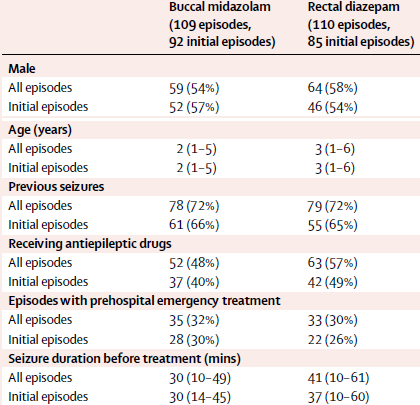 Buccal midazolam Rectal diazepam
(109 episodes, (110 episodes,
92 initial episodes) 85 initial episodes)
Male
All episodes 59 (54%) 64 (58%)
Initial episodes 52 (57%) 46 (54%)
Age (years)
All episodes 2 (1–5) 3 (1–6)
Initial episodes 2 (1–5) 3 (1–6)
Previous seizures
All episodes 78 (72%) 79 (72%)
Initial episodes 61 (66%) 55 (65%)
Receiving antiepileptic drugs
All episodes 52 (48%) 63 (57%)
Initial episodes 37 (40%) 42 (49%)
Episodes with prehospital emergency treatment
All episodes 35 (32%) 33 (30%)
Initial episodes 28 (30%) 22 (26%)
Seizure duration before treatment (mins)
All episodes 30 (10–49) 41 (10–61)
Initial episodes 30 (14–45) 37 (10–60)